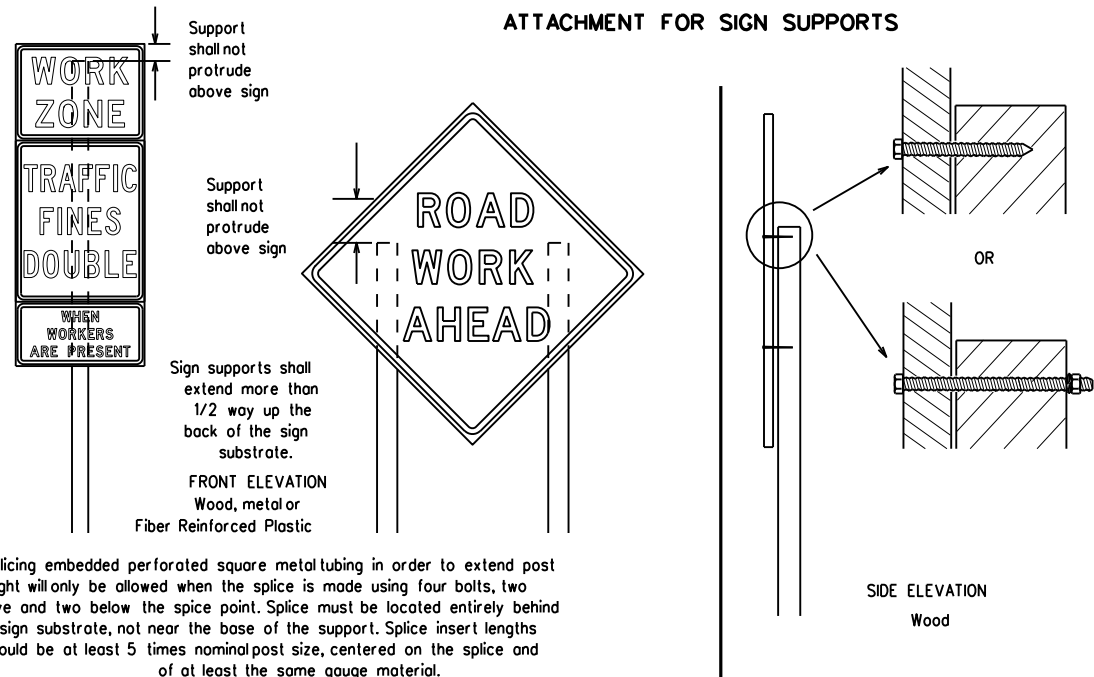 ATTACHMENT FOR SIGN SUPPORTS
Support
shall not
protrude
above sign
WORK
ZONE
TRAFFIC
FINES
DOUBLE
WHEN
WORKERS
ARE PRESENT
Support
shall not
protrude
above sign
ROAD
WORK
AHEAD
Sign supports shall
extend more than
1/2 way up the
back of the sign
substrate.
FRONT ELEVATION
Wood, metal or
Fiber Reinforced Plastic
OR
SIDE ELEVATION
Wood
licing embedded perforated square metal tubing in order to extend post
ght will only be allowed when the splice is made using four bolts, two
ve and two below the spice point. Splice must be located entirely behind
sign substrate, not near the base of the support. Splice insert lengths
ould be at least 5 times nominal post size, centered on the splice and
of at least the same gauge material.